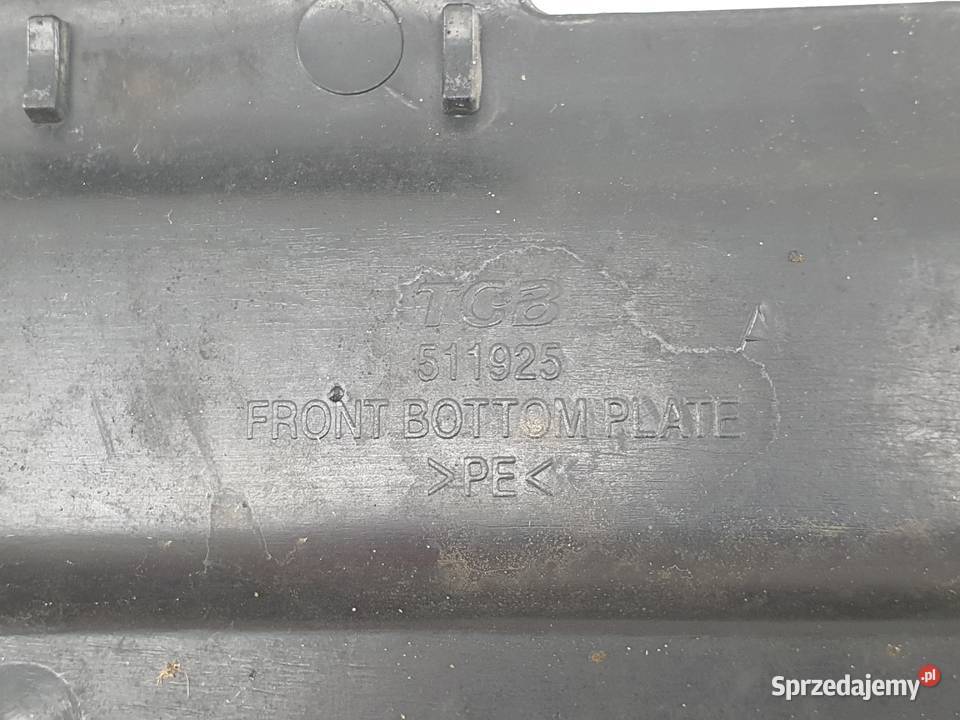 TGB
511925
FRONT BOTTOM PLATE
>PE<
Sprzedajemy.pl